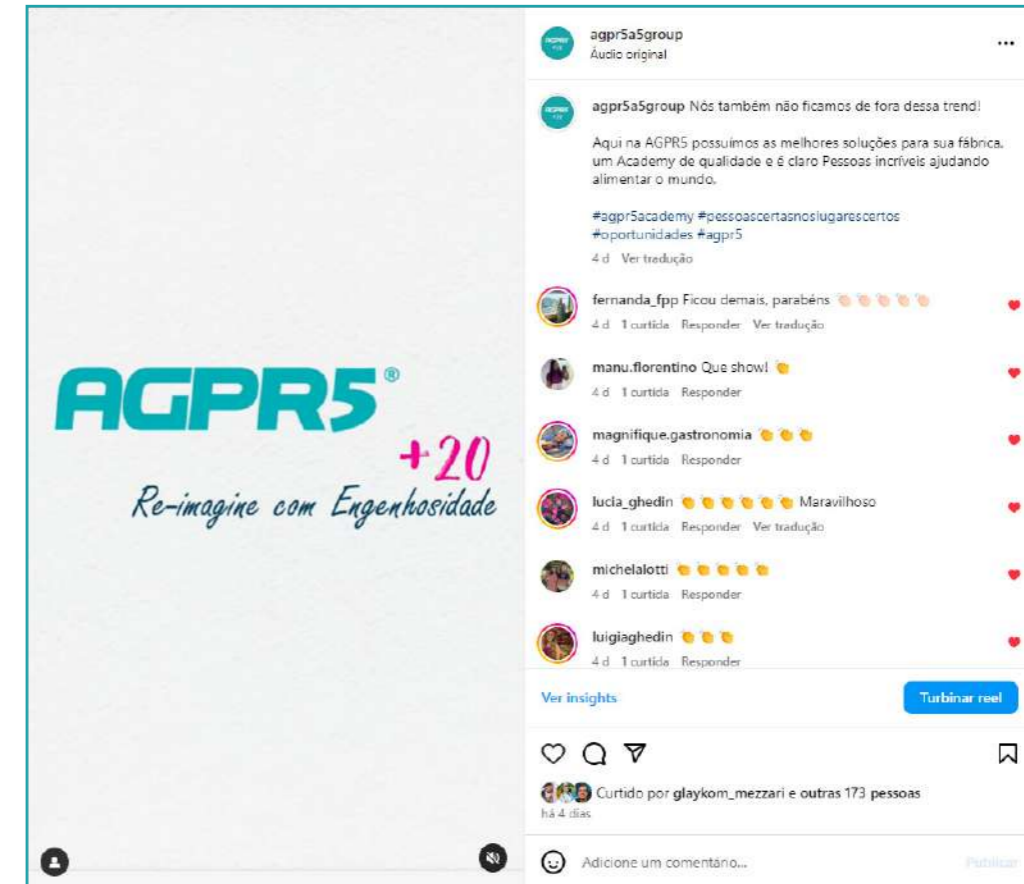 AGPR5®
+20
Re-imagine com Engenhosidade
agpr5a5group
Áudio original
agpr5a5group Nós também não ficamos de fora dessa trend!
Aqui na AGPR5 possuímos as melhores soluções para sua fábrica,
um Academy de qualidade e é claro Pessoas incríveis ajudando
alimentar o mundo.
#agpr5academy #pessoascertasnoslugarescertos
#oportunidades #agpr5
4 d Ver tradução
fernanda_fpp Ficou demais, parabéns 👏🏻👏🏻👏🏻👏🏻👏🏻
4 d 1 curtida Responder Ver tradução
manu.florentino Que show! 👏
4 d 1 curtida Responder
magnifique.gastronomia 👏👏👏
4 d 1 curtida Responder
lucia_ghedin 👏👏👏👏👏👏 Maravilhoso
4 d 1 curtida Responder Ver tradução
michelalotti 👏👏👏👏👏
4 d 1 curtida Responder
luigiaghedin 👏👏👏
4 d 1 curtida Responder
Ver insights
Turbinar reel
Curtido por glaykom_mezzari e outras 173 pessoas
há 4 dias
Adicione um comentário...
Publicar